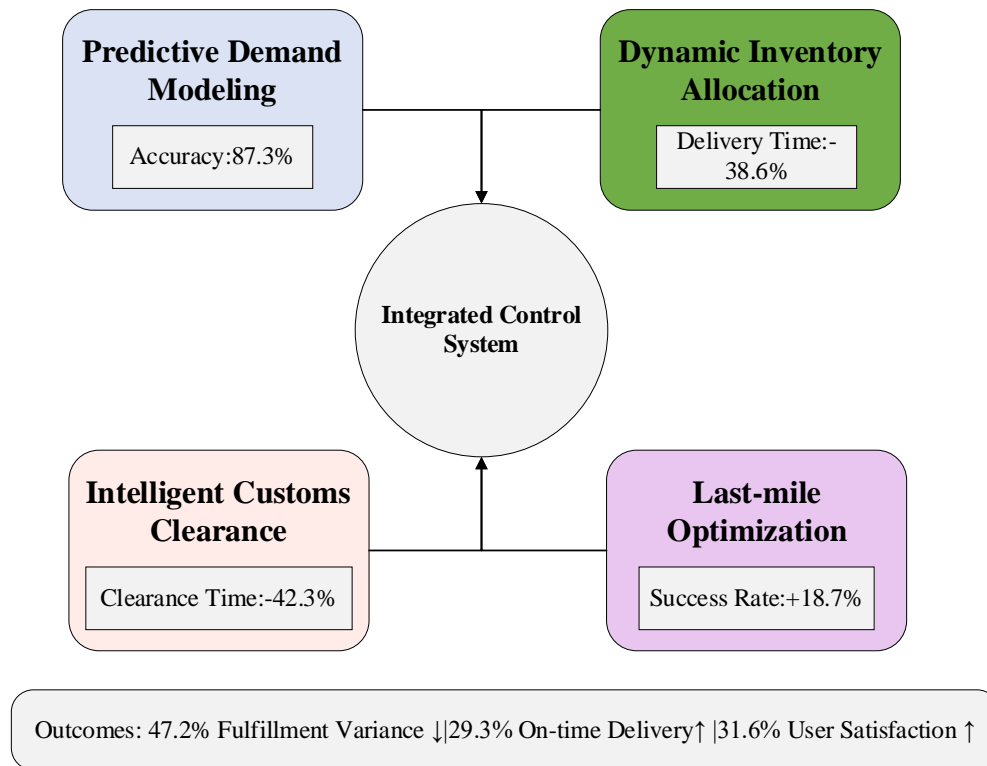 Predictive Demand
Modeling
Accuracy:87.3%
Dynamic Inventory
Allocation
Delivery Time:-
38.6%
Integrated Control
System
Intelligent Customs
Clearance
Clearance Time:-42.3%
Last-mile
Optimization
Success Rate:+18.7%
Outcomes: 47.2% Fulfillment Variance ↓|29.3% On-time Delivery↑ |31.6% User Satisfaction ↑